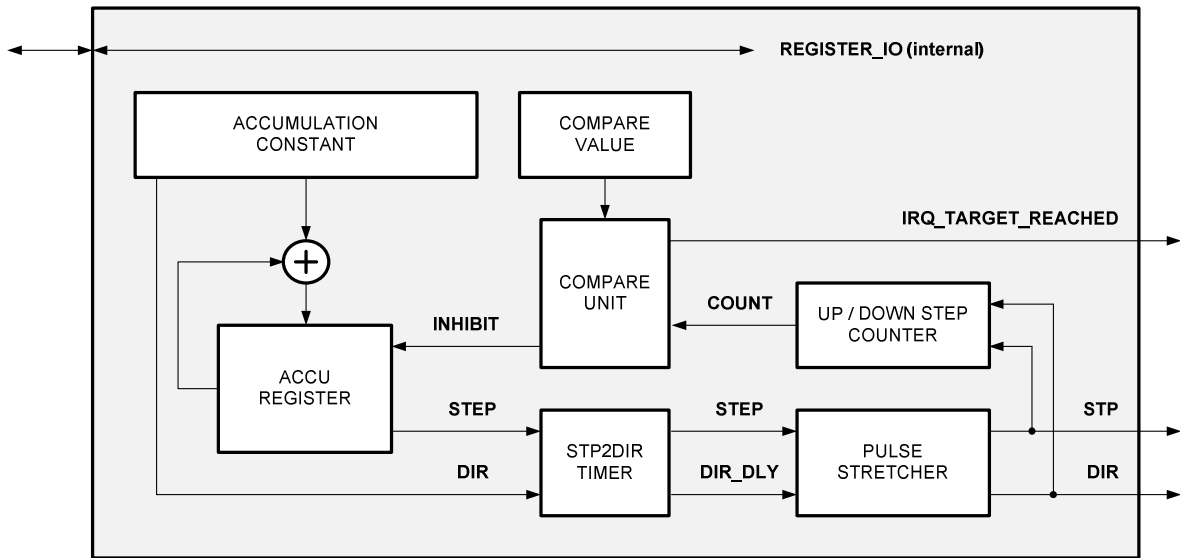 REGISTER_IO (internal)
ACCUMULATION
CONSTANT
COMPARE
VALUE
IRQ_TARGET_REACHED
COMPARE
UNIT
COUNT
UP / DOWN STEP
COUNTER
INHIBIT
ACCU
REGISTER
STEP
STEP
STP
STP2DIR
TIMER
PULSE
STRETCHER
DIR
DIR_DLY
DIR